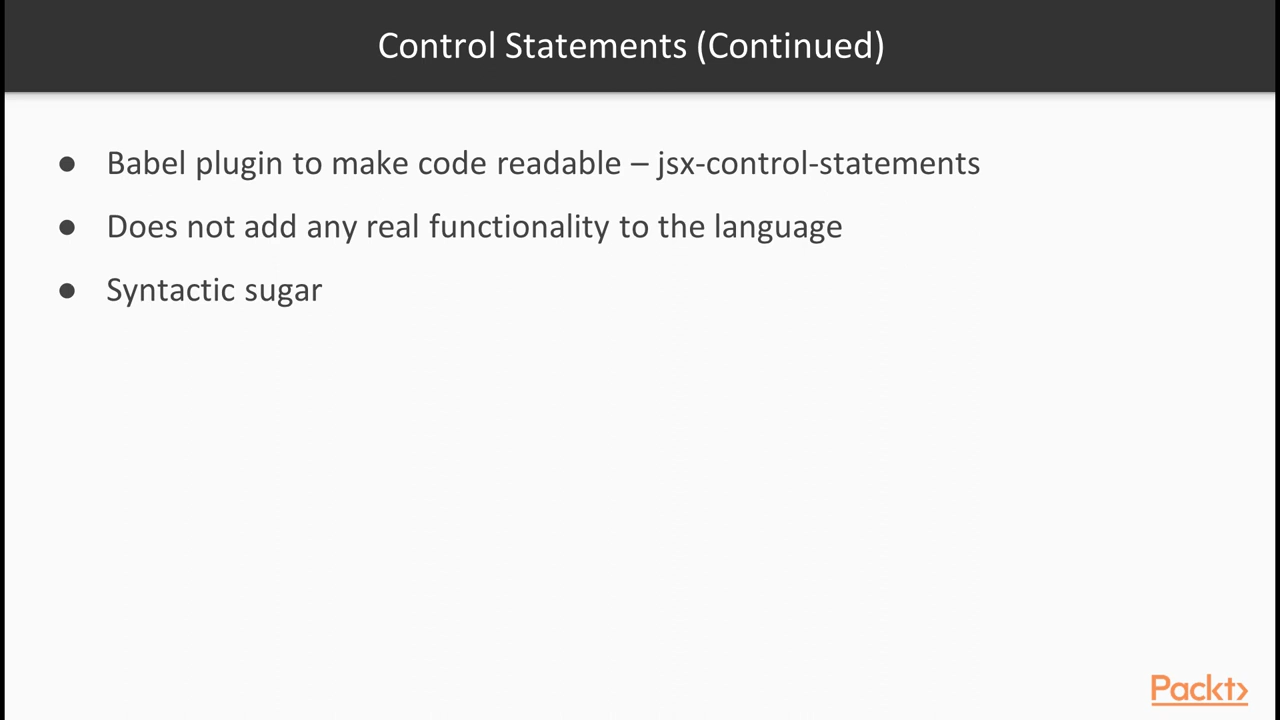 Control Statements (Continued)
● Babel plugin to make code readable – jsx-control-statements
● Does not add any real functionality to the language
● Syntactic sugar
Packt>